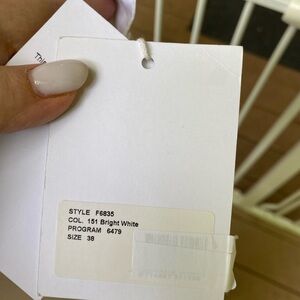 STYLE F6835
COL. 151 Bright White
PROGRAM 6479
SIZE 38